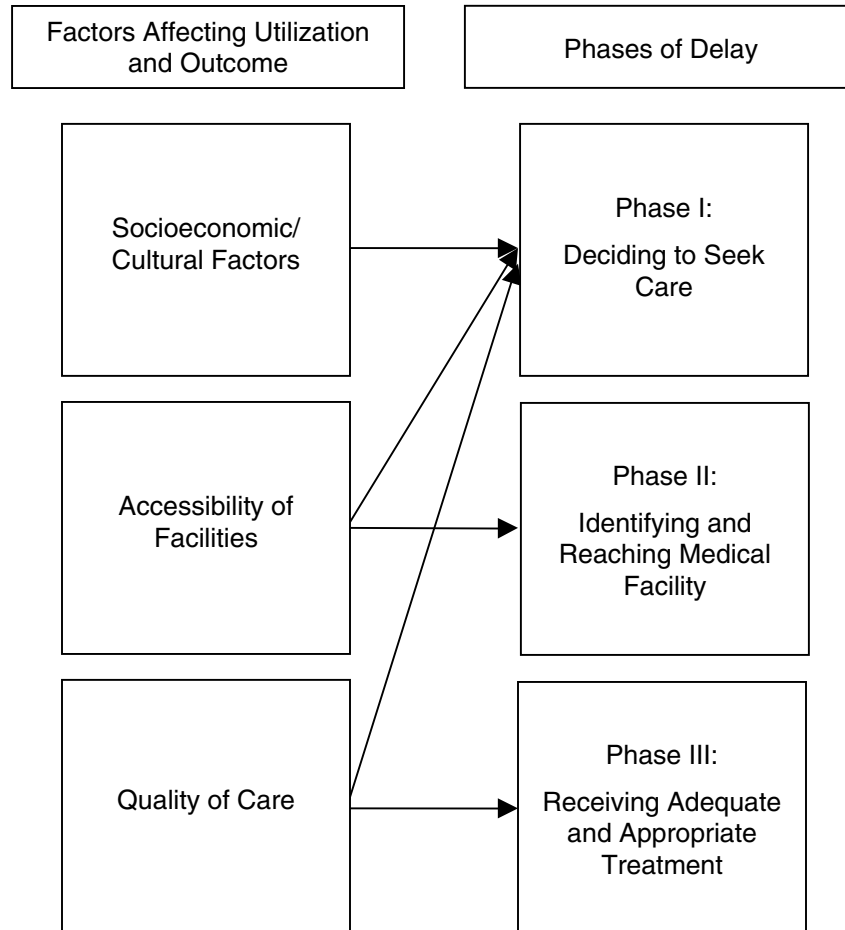 Factors Affecting Utilization
and Outcome
Phases of Delay
Socioeconomic/
Cultural Factors
Phase I:
Deciding to Seek
Care
Accessibility of
Facilities
Phase II:
Identifying and
Reaching Medical
Facility
Quality of Care
Phase III:
Receiving Adequate
and Appropriate
Treatment